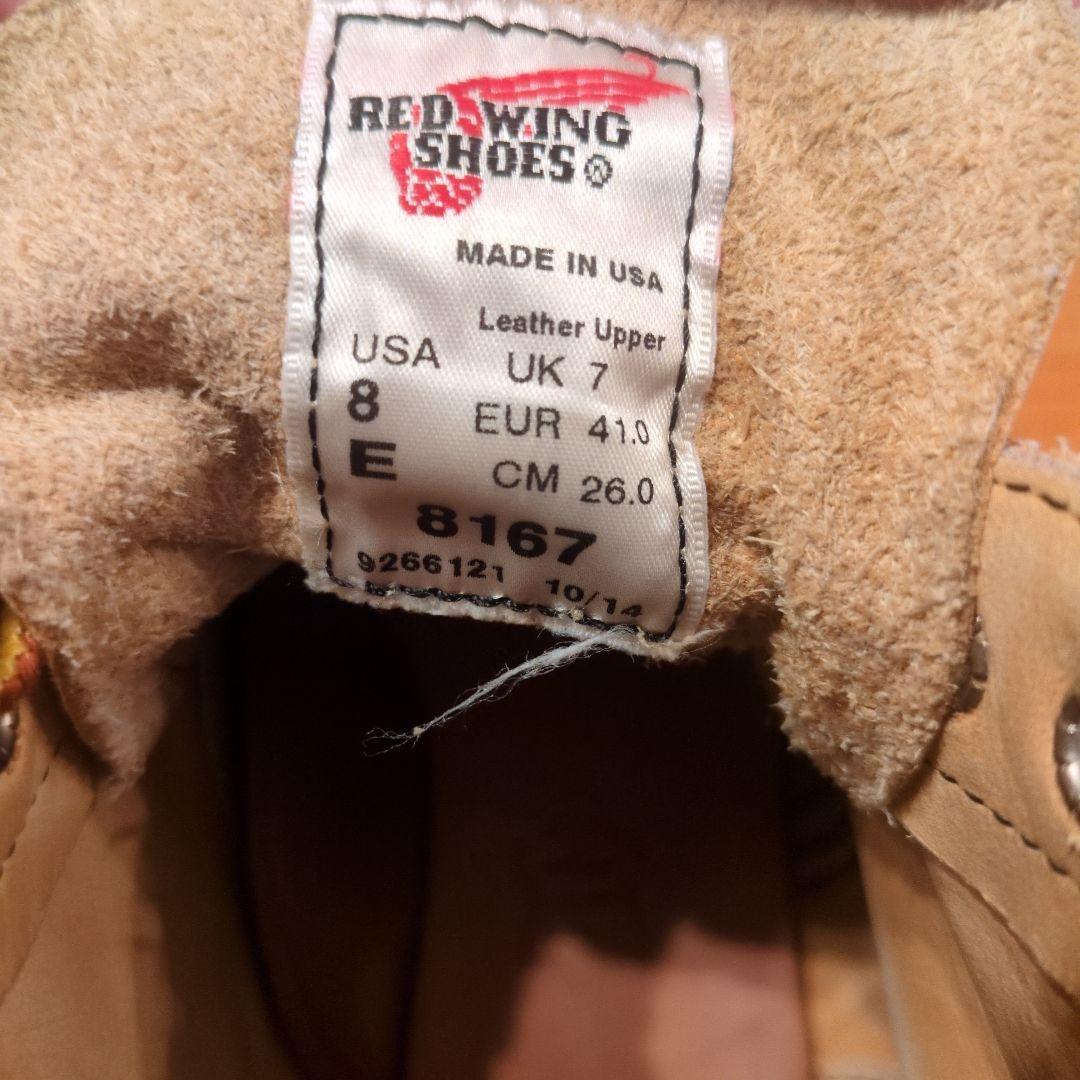 RED WING
SHOES®
MADE IN USA
Leather Upper
USA UK 7
8 EUR 41.0
E CM 26.0
8167
9266121 10/14